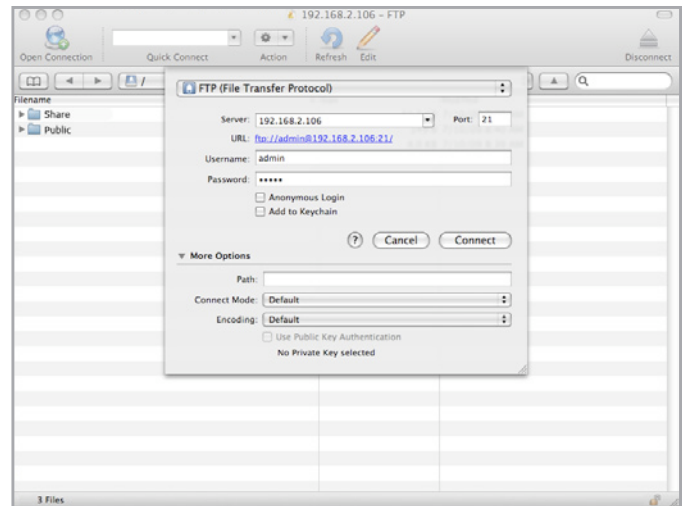 192.168.2.106 – FTP
Open Connection
Quick Connect
Action
Refresh
Edit
Disconnect
/
Filename
Share
Public
FTP (File Transfer Protocol)
Server: 192.168.2.106
Port: 21
URL: ftp://admin@192.168.2.106:21/
Username: admin
Password: •••••
Anonymous Login
Add to Keychain
? Cancel Connect
More Options
Path:
Connect Mode: Default
Encoding: Default
Use Public Key Authentication
No Private Key selected
3 Files